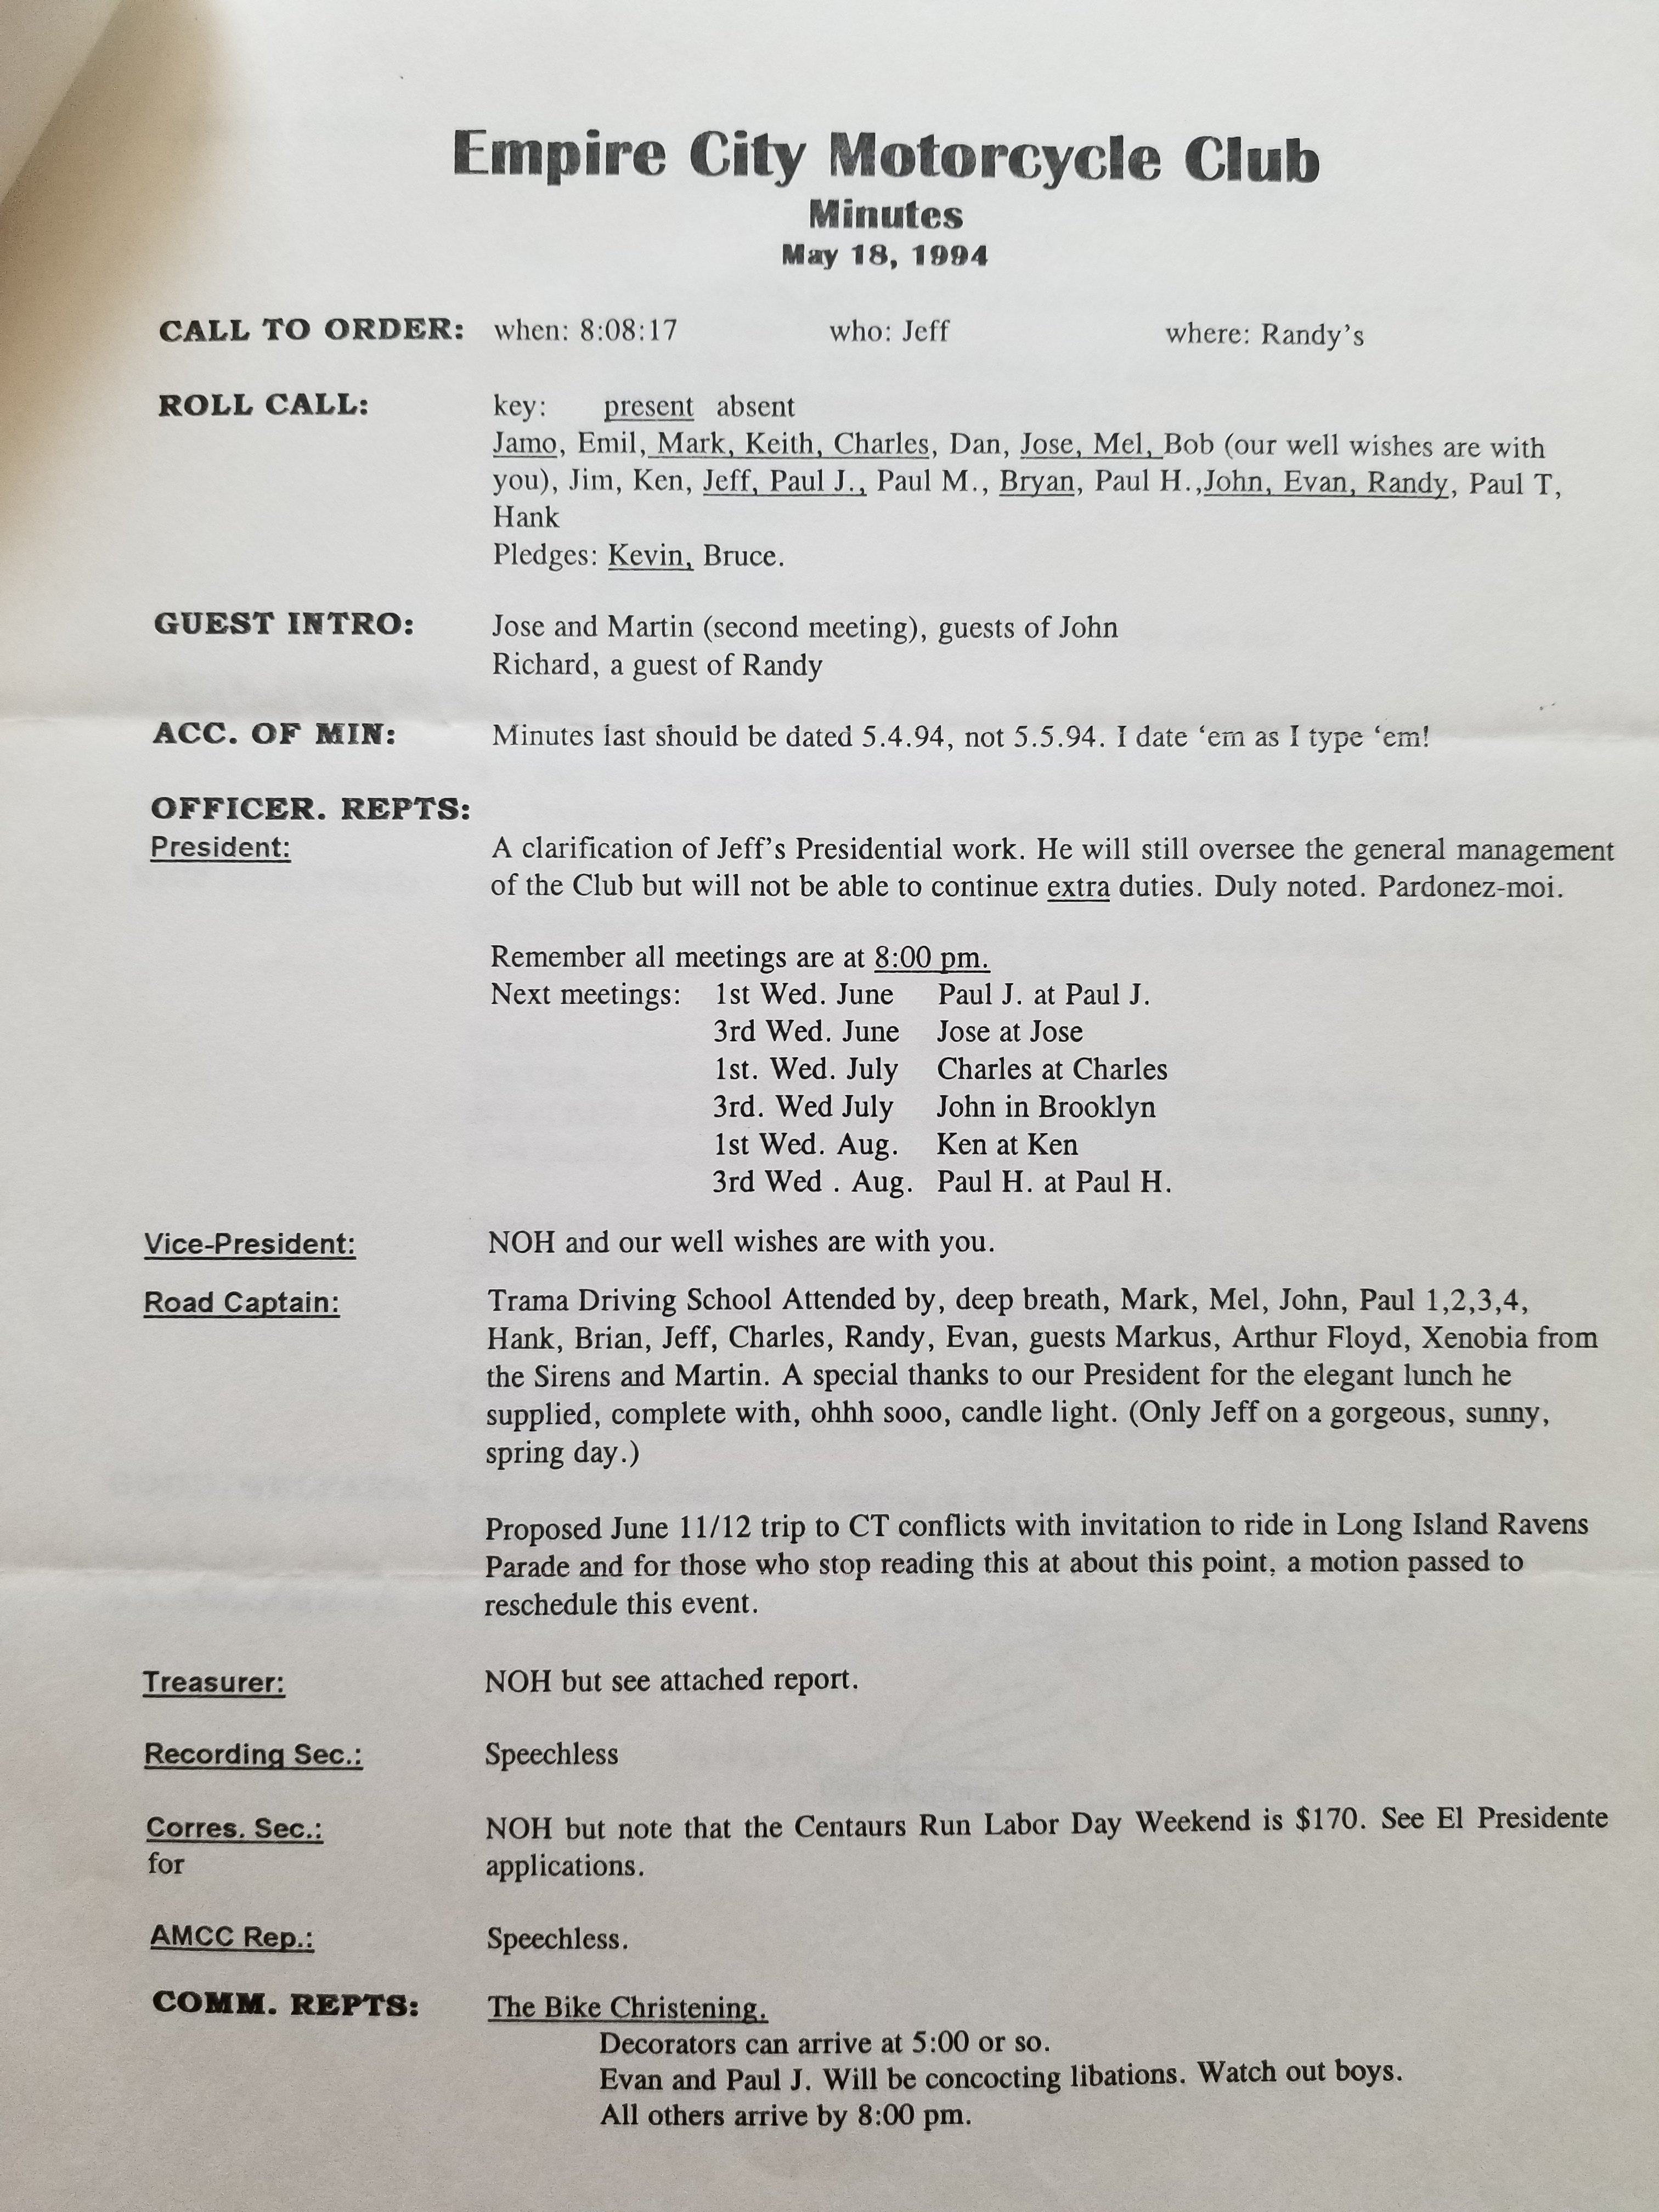 Empire City Motorcycle Club
Minutes
May 18, 1994
CALL TO ORDER: when: 8:08:17 who: Jeff where: Randy's
ROLL CALL: key: present absent
Jamo, Emil, Mark, Keith, Charles, Dan, Jose, Mel, Bob (our well wishes are with
you), Jim, Ken, Jeff, Paul J., Paul M., Bryan, Paul H.,John, Evan, Randy, Paul T,
Hank
Pledges: Kevin, Bruce.
GUEST INTRO: Jose and Martin (second meeting), guests of John
Richard, a guest of Randy
ACC. OF MIN: Minutes last should be dated 5.4.94, not 5.5.94. I date ‘em as I type ‘em!
OFFICER. REPTS:
President: A clarification of Jeff's Presidential work. He will still oversee the general management
of the Club but will not be able to continue extra duties. Duly noted. Pardonez-moi.
Remember all meetings are at 8:00 pm.
Next meetings: 1st Wed. June Paul J. at Paul J.
3rd Wed. June Jose at Jose
1st. Wed. July Charles at Charles
3rd. Wed July John in Brooklyn
1st Wed. Aug. Ken at Ken
3rd Wed . Aug. Paul H. at Paul H.
Vice-President: NOH and our well wishes are with you.
Road Captain: Trama Driving School Attended by, deep breath, Mark, Mel, John, Paul 1,2,3,4,
Hank, Brian, Jeff, Charles, Randy, Evan, guests Markus, Arthur Floyd, Xenobia from
the Sirens and Martin. A special thanks to our President for the elegant lunch he
supplied, complete with, ohhh sooo, candle light. (Only Jeff on a gorgeous, sunny,
spring day.)
Proposed June 11/12 trip to CT conflicts with invitation to ride in Long Island Ravens
Parade and for those who stop reading this at about this point, a motion passed to
reschedule this event.
Treasurer: NOH but see attached report.
Recording Sec.: Speechless
Corres. Sec.: NOH but note that the Centaurs Run Labor Day Weekend is $170. See El Presidente
for applications.
AMCC Rep.: Speechless.
COMM. REPTS: The Bike Christening.
Decorators can arrive at 5:00 or so.
Evan and Paul J. Will be concocting libations. Watch out boys.
All others arrive by 8:00 pm.